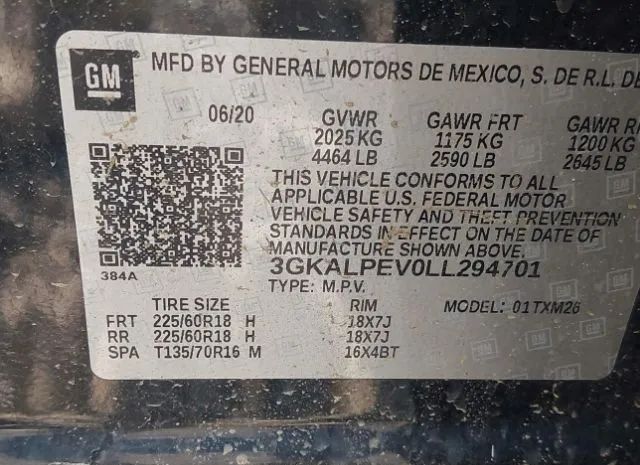 GM
MFD BY GENERAL MOTORS DE MEXICO, S. DE R.L. DE
06/20 GVWR GAWR FRT GAWR
2025 KG 1175 KG 1200 KG
4464 LB 2590 LB 2645 LB
THIS VEHICLE CONFORMS TO ALL
APPLICABLE U.S. FEDERAL MOTOR
VEHICLE SAFETY AND THEFT PREVENTION
STANDARDS IN EFFECT ON THE DATE OF
MANUFACTURE SHOWN ABOVE.
3GKALPEV0LL294701
384A
TYPE: M.P.V.
TIRE SIZE RIM MODEL: 01TXM26
FRT 225/60R18 H 18X7J
RR 225/60R18 H 18X7J
SPA T135/70R16 M 16X4BT